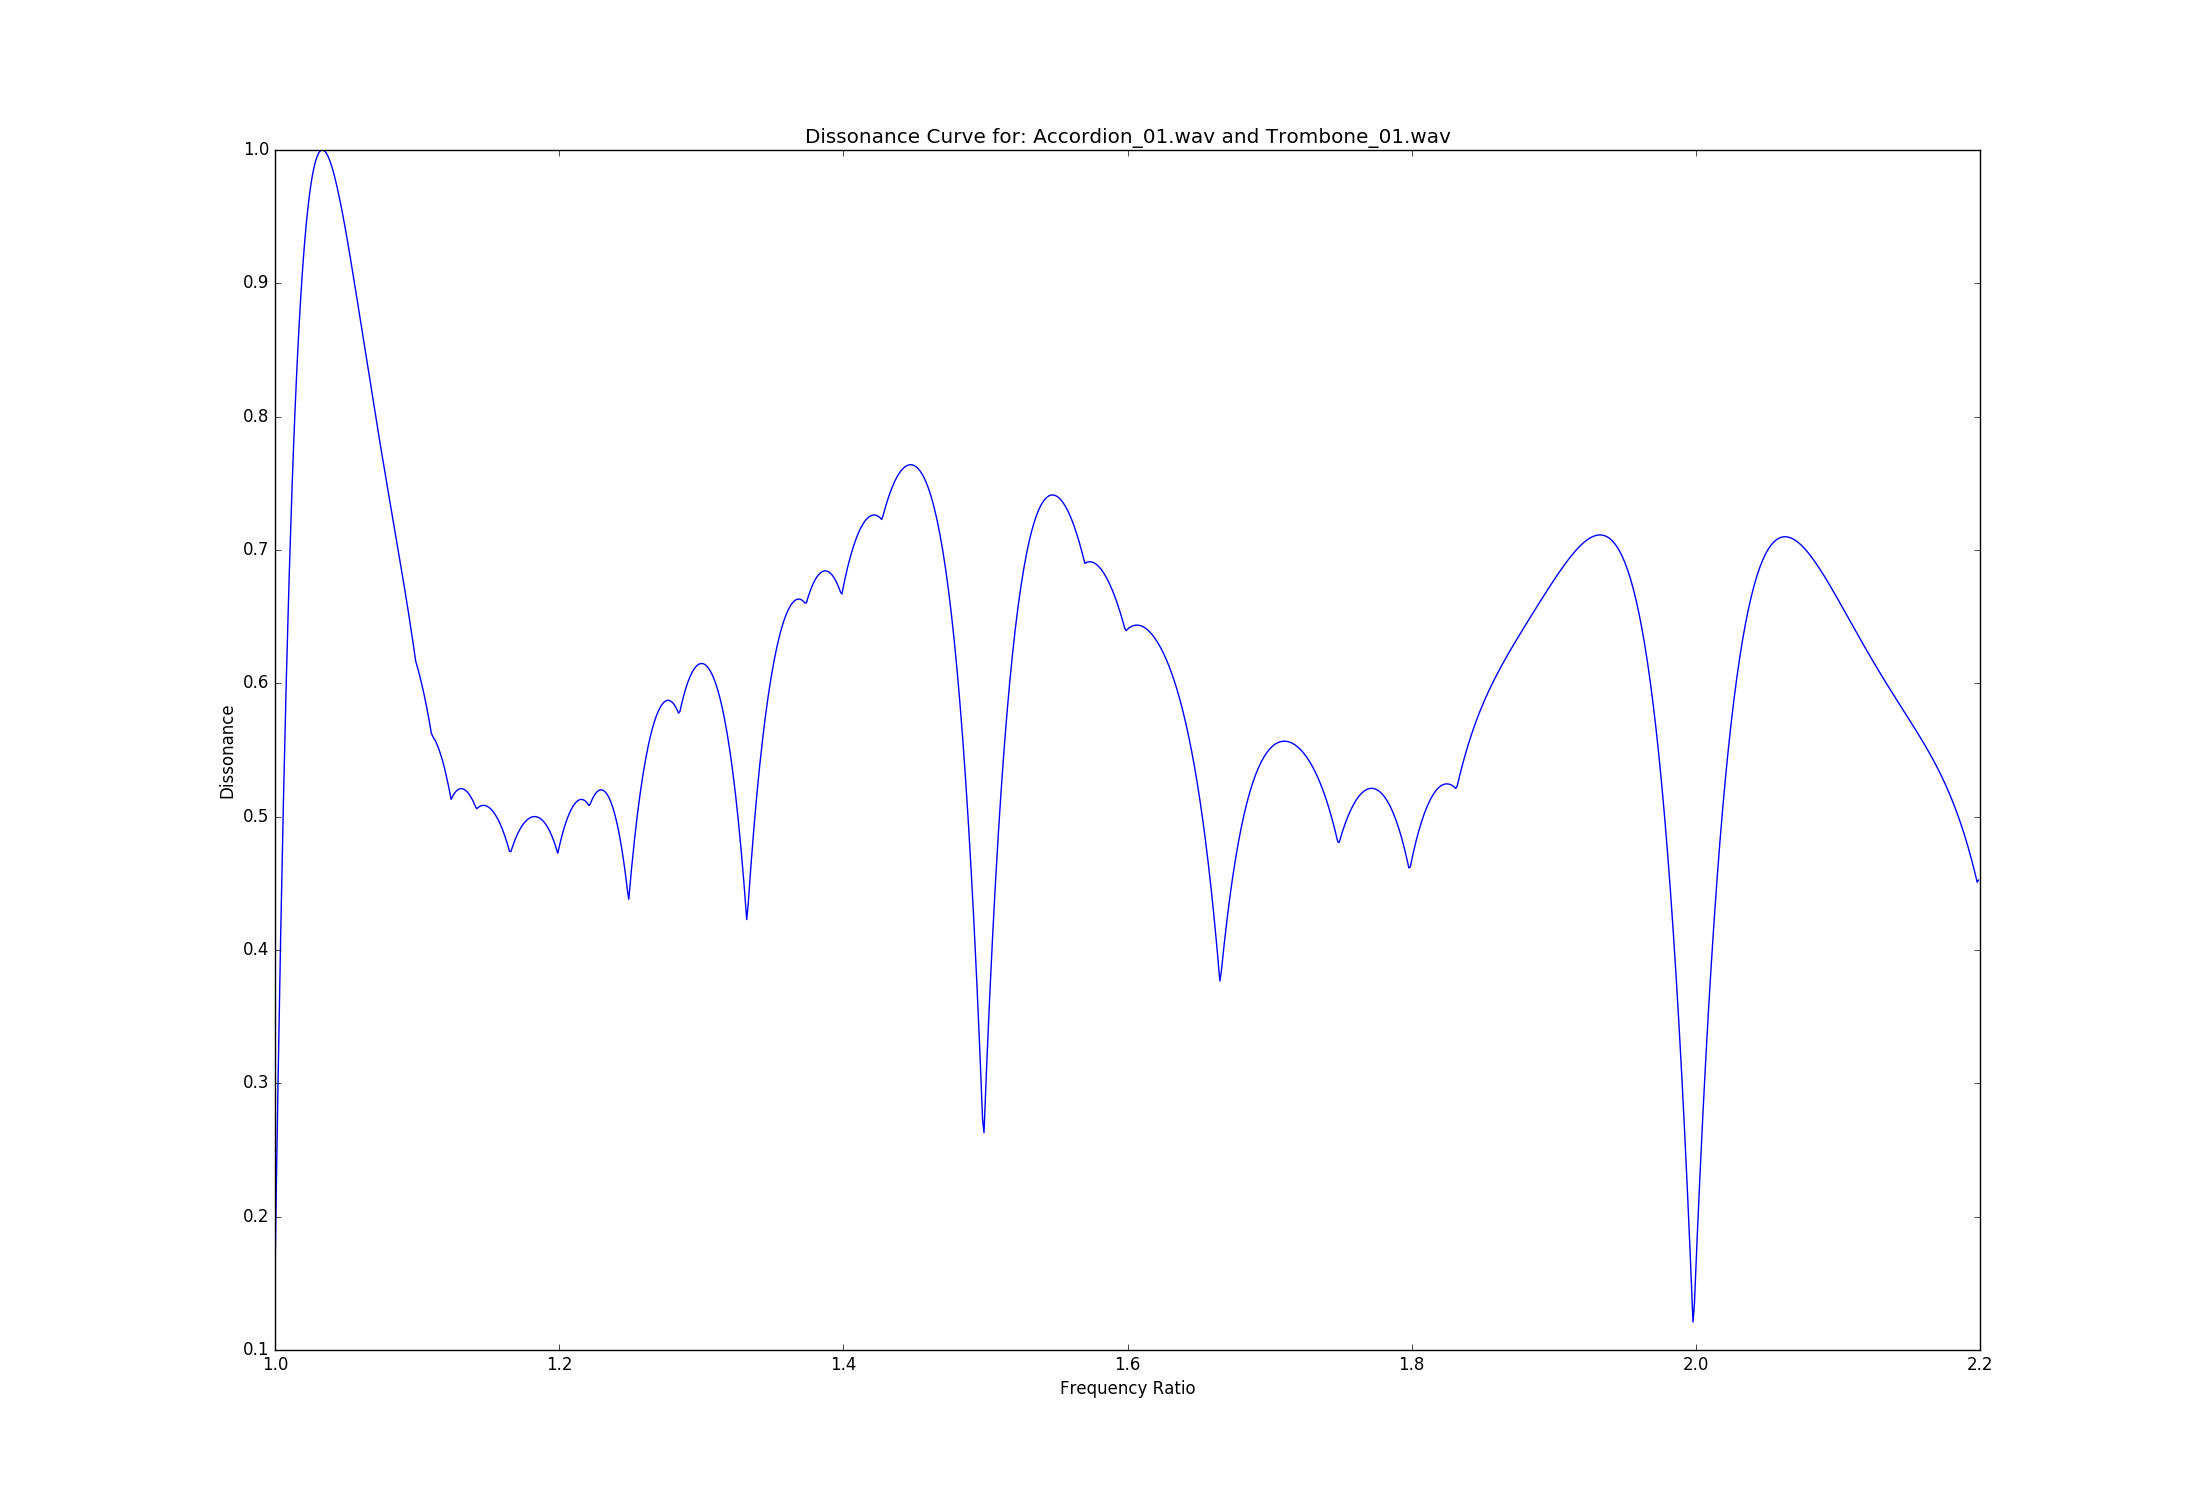 Dissonance Curve for: Accordion_01.wav and Trombone_01.wav
1.0
0.9
0.8
0.7
0.6
0.5
0.4
0.3
0.2
0.1
Dissonance
1.0 1.2 1.4 1.6 1.8 2.0 2.2
Frequency Ratio